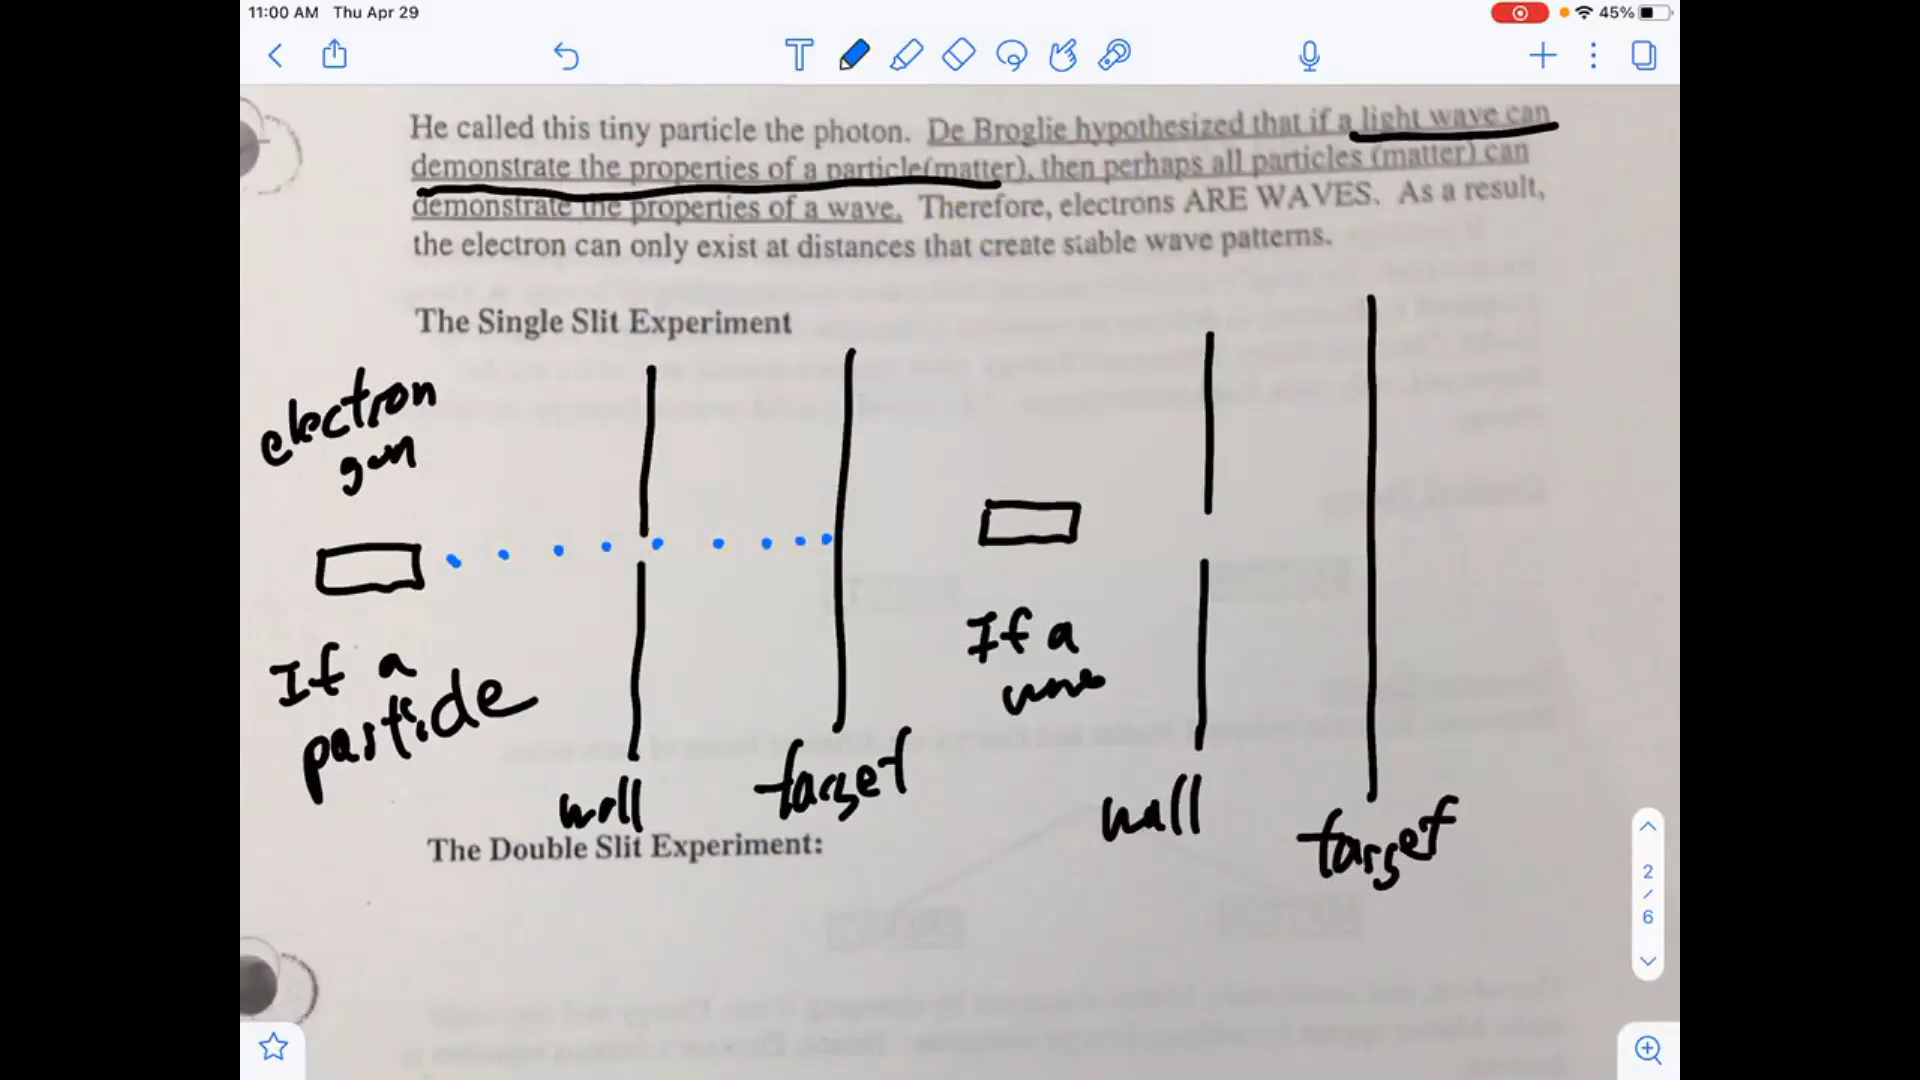 11:00 AM Thu Apr 29
45%
He called this tiny particle the photon. De Broglie hypothesized that if a light wave can
demonstrate the properties of a particle(matter), then perhaps all particles (matter) can
demonstrate the properties of a wave. Therefore, electrons ARE WAVES. As a result,
the electron can only exist at distances that create stable wave patterns.
The Single Slit Experiment
electron
gun
If a
particle
wall
target
If a
wall
target
The Double Slit Experiment:
2
/
6